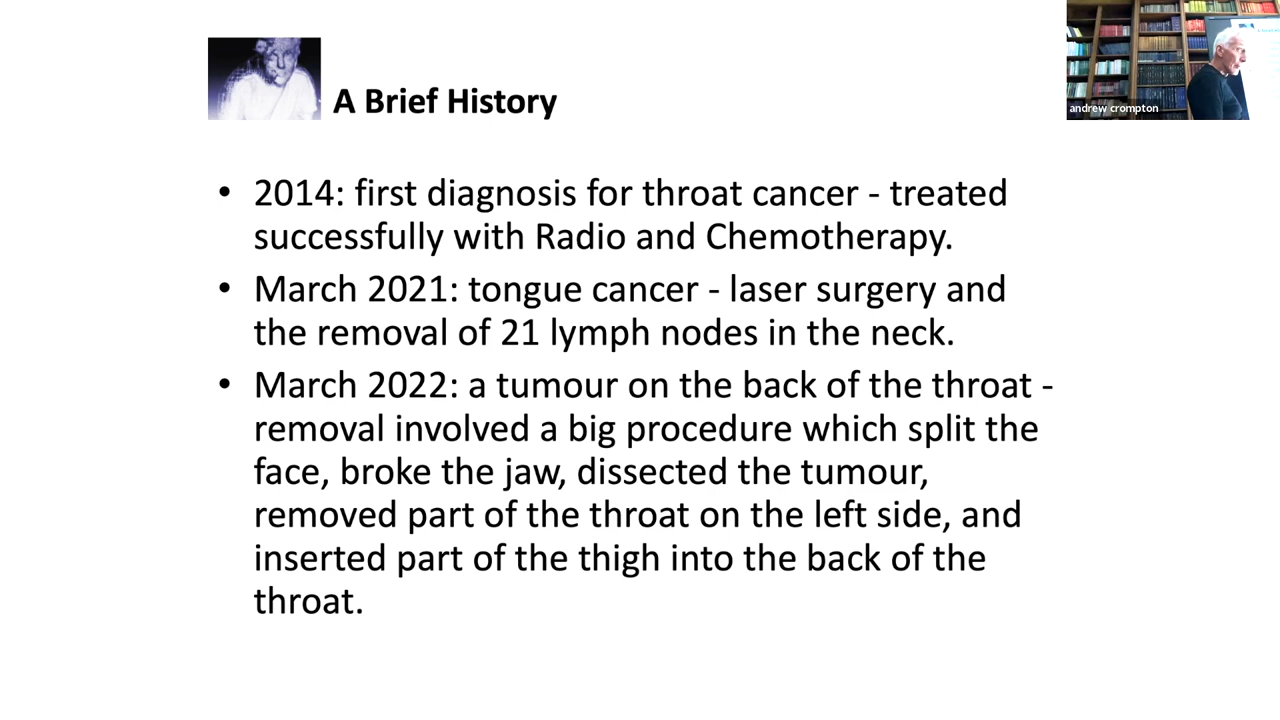 A Brief History
andrew crompton
• 2014: first diagnosis for throat cancer - treated
successfully with Radio and Chemotherapy.
• March 2021: tongue cancer - laser surgery and
the removal of 21 lymph nodes in the neck.
• March 2022: a tumour on the back of the throat -
removal involved a big procedure which split the
face, broke the jaw, dissected the tumour,
removed part of the throat on the left side, and
inserted part of the thigh into the back of the
throat.